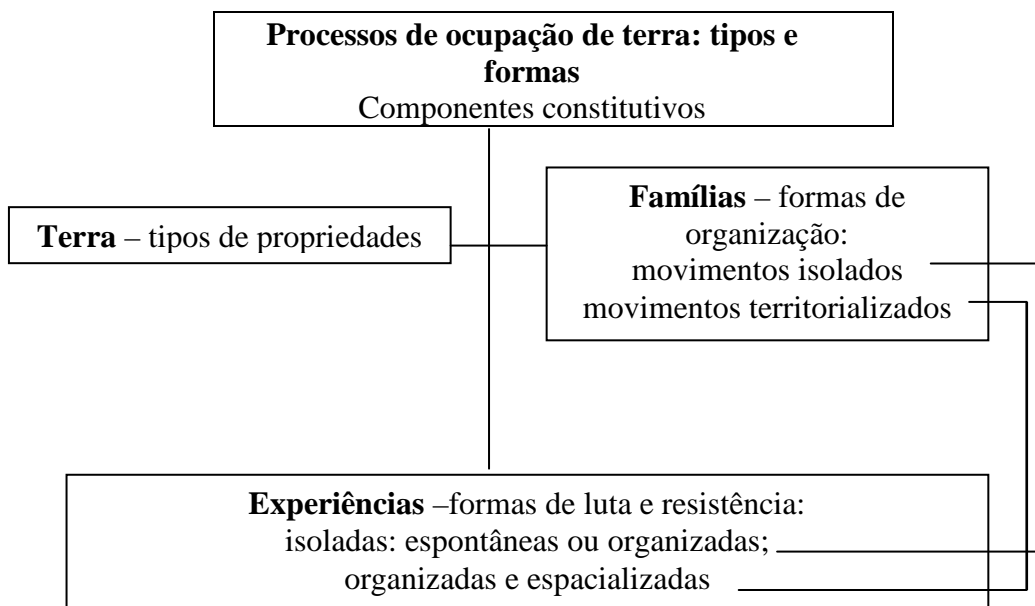 Processos de ocupação de terra: tipos e
formas
Componentes constitutivos
Terra – tipos de propriedades
Famílias – formas de
organização:
movimentos isolados
movimentos territorializados
Experiências –formas de luta e resistência:
isoladas: espontâneas ou organizadas;
organizadas e espacializadas